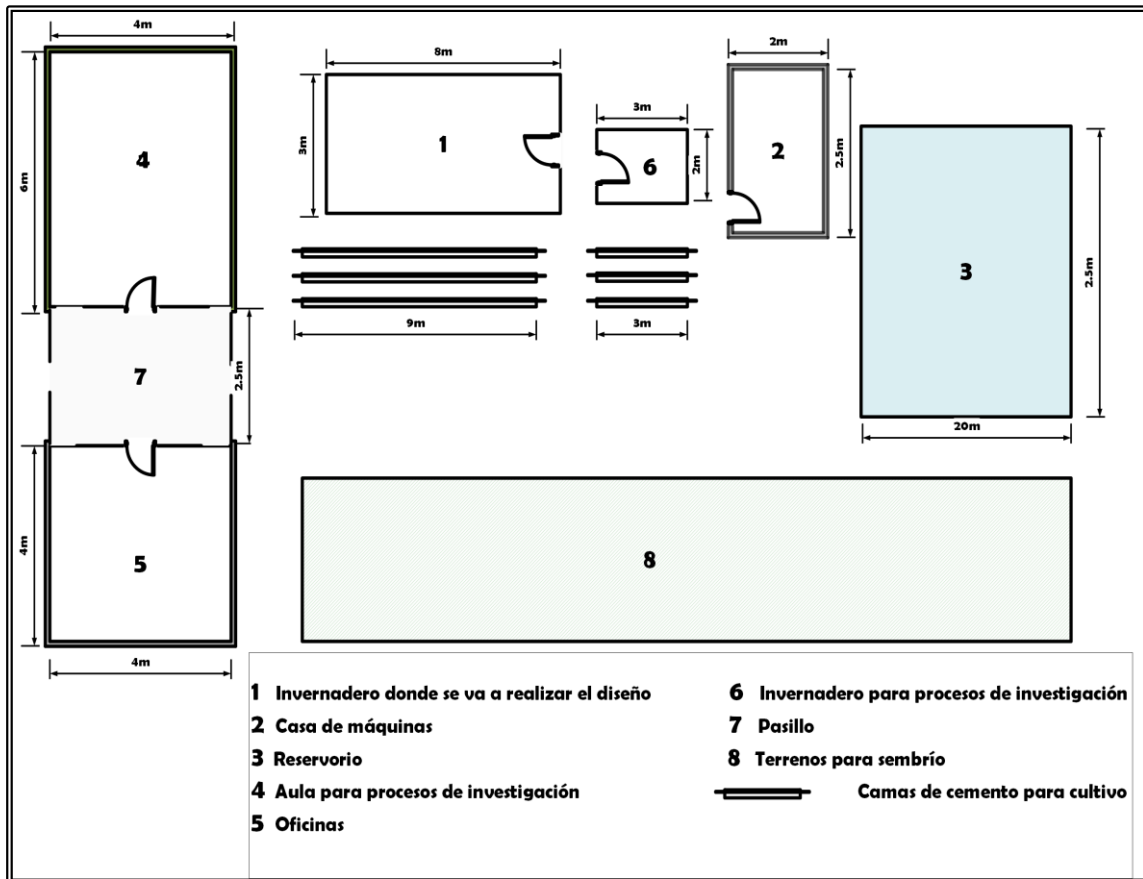 4m
6m
4
8m
3m
1
3m
2m
6
2m
2.5m
2
2.5m
3
20m
9m
3m
7
2.5m
4m
5
4m
8
1 Invernadero donde se va a realizar el diseño
2 Casa de máquinas
3 Reservorio
4 Aula para procesos de investigación
5 Oficinas
6 Invernadero para procesos de investigación
7 Pasillo
8 Terrenos para sembrío
Camas de cemento para cultivo